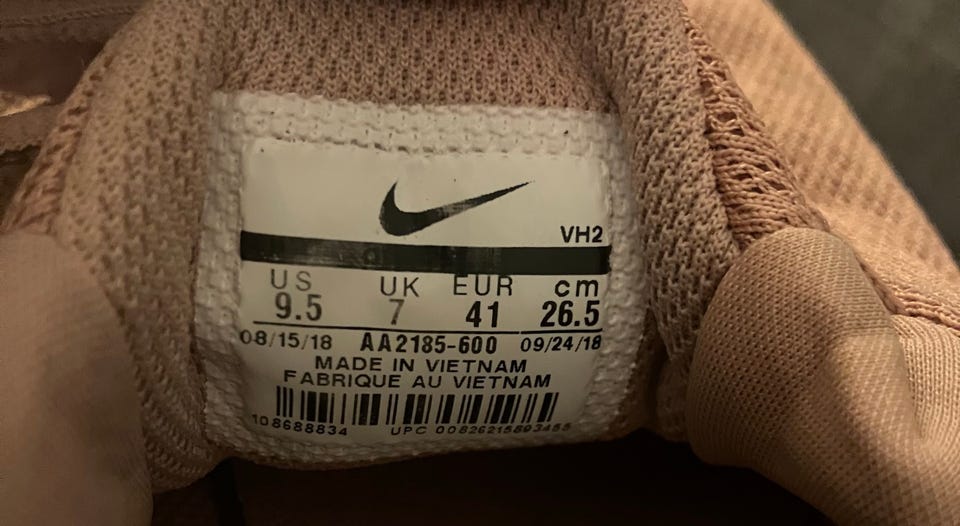 VH2
US UK EUR cm
9.5 7 41 26.5
08/15/18 AA2185-600 09/24/18
MADE IN VIETNAM
FABRIQUE AU VIETNAM
108688834 UPC 00826215893455